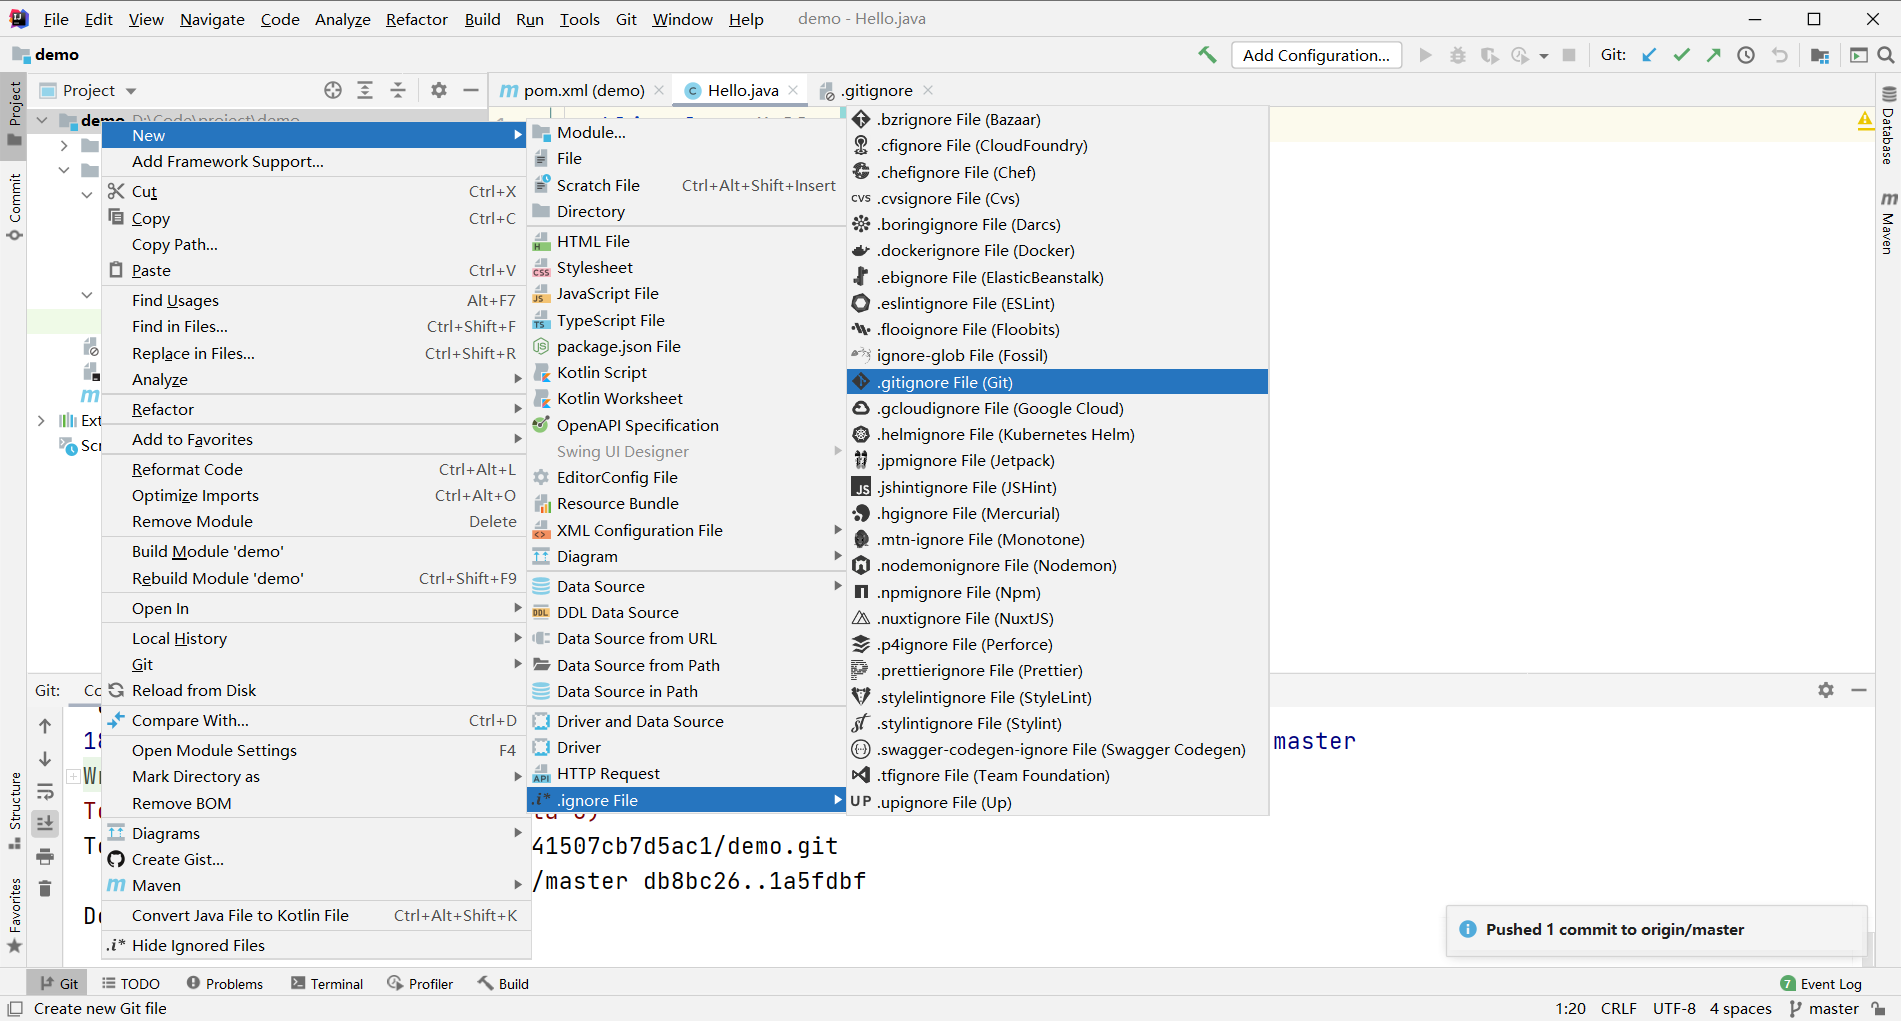 File Edit View Navigate Code Analyze Refactor Build Run Tools Git Window Help demo - Hello.java
demo
Add Configuration...
Git:
Project
pom.xml (demo)
Hello.java
.gitignore
Project
Commit
Structure
Favorites
Database
Maven
demo D:\Code\project\demo
New
Add Framework Support...
Cut Ctrl+X
Copy Ctrl+C
Copy Path...
Paste Ctrl+V
Find Usages Alt+F7
Find in Files... Ctrl+Shift+F
Replace in Files... Ctrl+Shift+R
Analyze
Refactor
Add to Favorites
Reformat Code Ctrl+Alt+L
Optimize Imports Ctrl+Alt+O
Remove Module Delete
Build Module 'demo'
Rebuild Module 'demo' Ctrl+Shift+F9
Open In
Local History
Git
Reload from Disk
Compare With... Ctrl+D
Open Module Settings F4
Mark Directory as
Remove BOM
Diagrams
Create Gist...
Maven
Convert Java File to Kotlin File Ctrl+Alt+Shift+K
Hide Ignored Files
Module...
File
Scratch File Ctrl+Alt+Shift+Insert
Directory
HTML File
Stylesheet
JavaScript File
TypeScript File
package.json File
Kotlin Script
Kotlin Worksheet
OpenAPI Specification
Swing UI Designer
EditorConfig File
Resource Bundle
XML Configuration File
Diagram
Data Source
DDL Data Source
Data Source from URL
Data Source from Path
Data Source in Path
Driver and Data Source
Driver
HTTP Request
.ignore File
.bzrignore File (Bazaar)
.cfignore File (CloudFoundry)
.chefignore File (Chef)
.cvsignore File (Cvs)
.boringignore File (Darcs)
.dockerignore File (Docker)
.ebignore File (ElasticBeanstalk)
.eslintignore File (ESLint)
.flooignore File (Floobits)
ignore-glob File (Fossil)
.gitignore File (Git)
.gcloudignore File (Google Cloud)
.helmignore File (Kubernetes Helm)
.jpmignore File (Jetpack)
.jshintignore File (JSHint)
.hgignore File (Mercurial)
.mtn-ignore File (Monotone)
.nodemonignore File (Nodemon)
.npmignore File (Npm)
.nuxtignore File (NuxtJS)
.p4ignore File (Perforce)
.prettierignore File (Prettier)
.stylelintignore File (StyleLint)
.stylintignore File (Stylint)
.swagger-codegen-ignore File (Swagger Codegen)
.tfignore File (Team Foundation)
.upignore File (Up)
Git:
master
41507cb7d5ac1/demo.git
/master db8bc26..1a5fdbf
Pushed 1 commit to origin/master
Git TODO Problems Terminal Profiler Build
7 Event Log
Create new Git file
1:20 CRLF UTF-8 4 spaces master